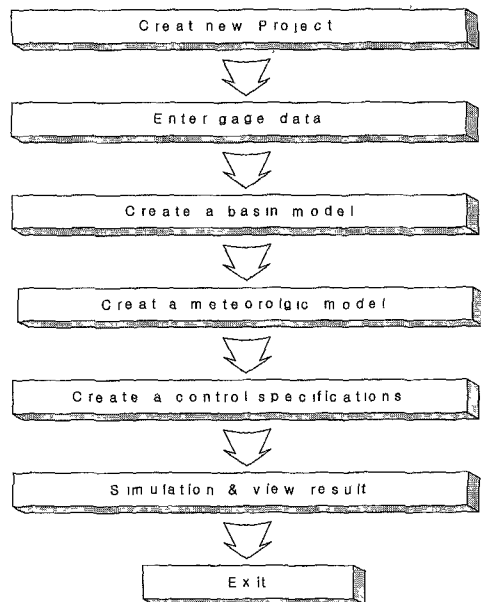 Creat new Project
Enter gage data
Create a basin model
Creat a meteorolgic model
Create a control specifications
Simulation & view result
Exit